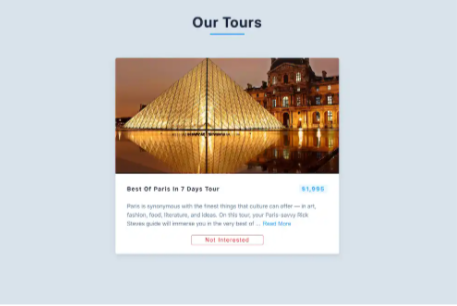 Our Tours
Best Of Paris In 7 Days Tour
$1,995
Paris is synonymous with the finest things that culture can offer — in art,
fashion, food, literature, and ideas. On this tour, your Paris-savvy Rick
Steves guide will immerse you in the very best of ... Read More
Not Interested